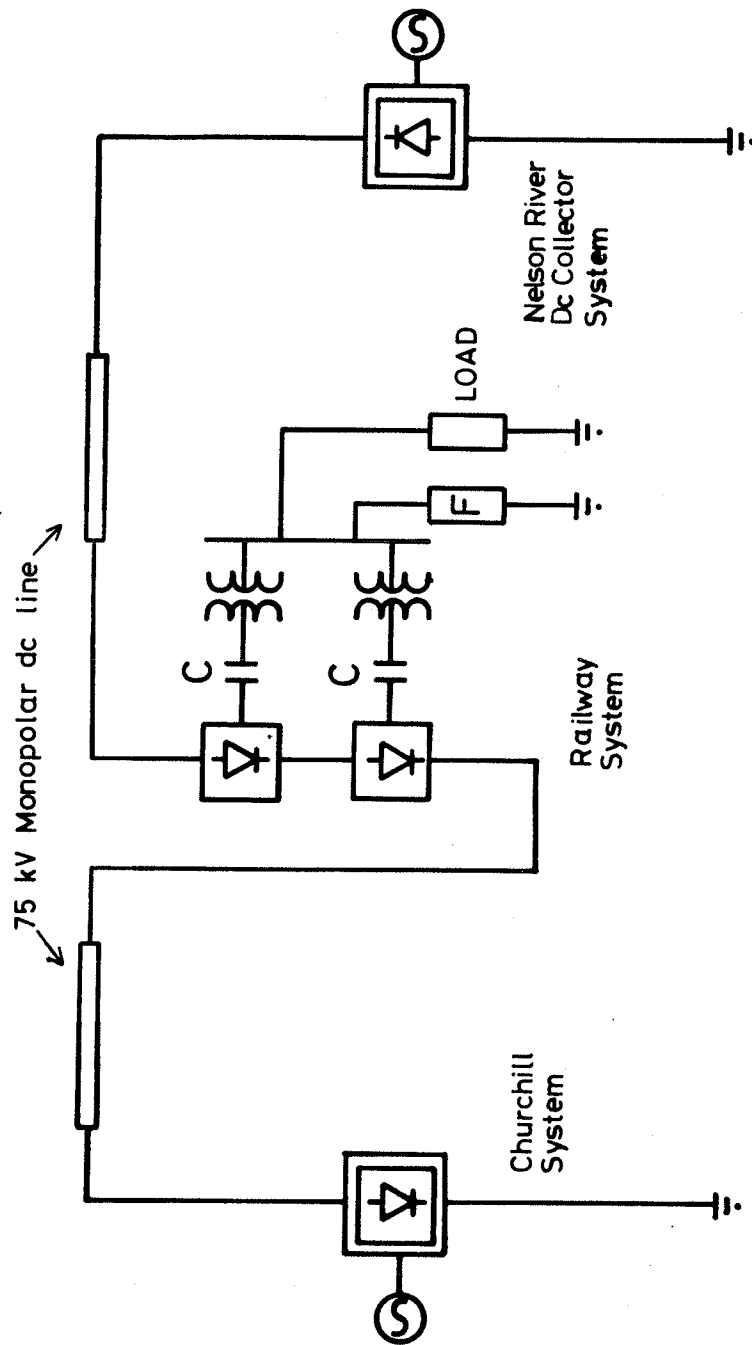 75 kV Monopolar dc line
C
C
F
LOAD
Churchill
System
Railway
System
Nelson River
Dc Collector
System